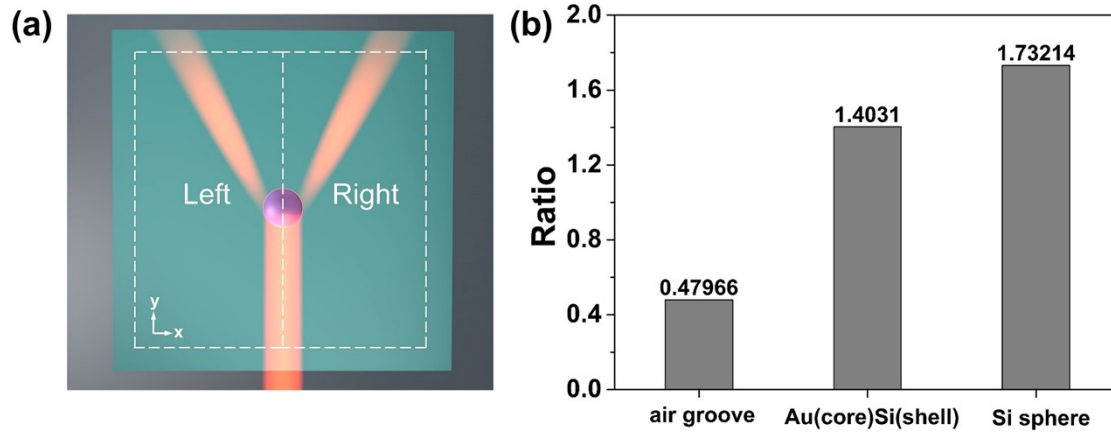 (a)
Left
Right
y
x
(b)
Ratio
2.0
1.6
1.2
0.8
0.4
0.0
0.47966
1.4031
1.73214
air groove
Au(core)Si(shell)
Si sphere